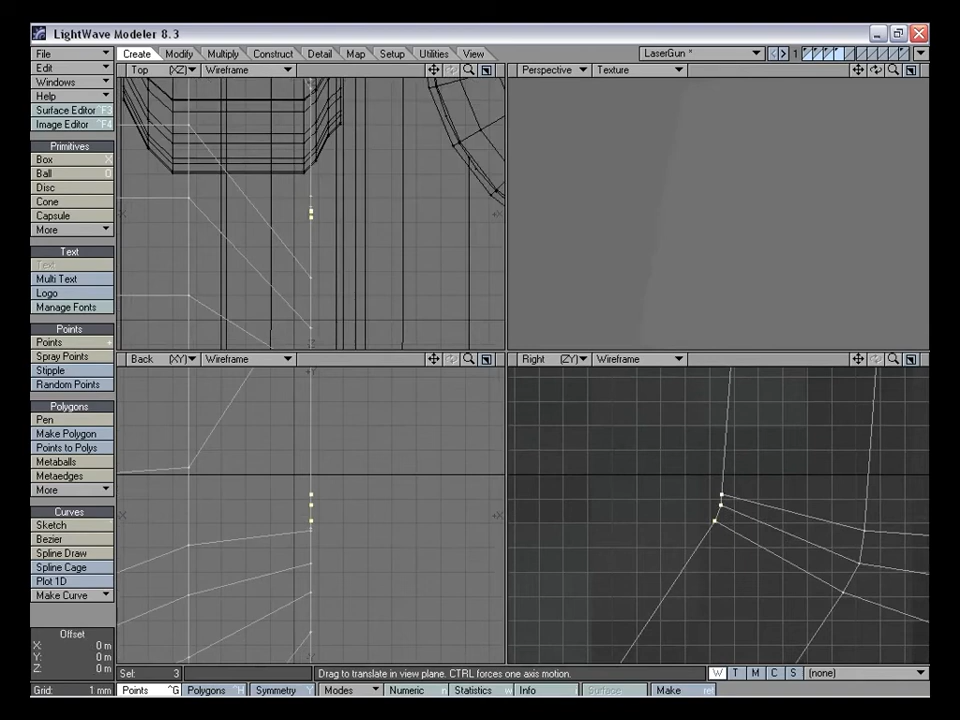 LightWave Modeler 8.3
File
Create Modify Multiply Construct Detail Map Setup Utilities View
LaserGun *
1
Edit
Top (XZ) Wireframe
Perspective Texture
Windows
Help
Surface Editor F3
Image Editor ^F4
Primitives
Box X
Ball O
Disc
Cone
Capsule
More
Text
Text
Multi Text
Logo
Manage Fonts
Points
Points +
Spray Points
Back (XY) Wireframe
Right (ZY) Wireframe
Stipple
Random Points
Polygons
Pen
Make Polygon
Points to Polys
Metaballs
Metaedges
More
Curves
Sketch
Bezier
Spline Draw
Spline Cage
Plot 1D
Make Curve
Offset
X: 0 m
Y: 0 m
Z: 0 m
Sel: 3
Drag to translate in view plane. CTRL forces one axis motion.
W T M C S (none)
Grid: 1 mm
Points ^G Polygons ^H Symmetry Y Modes Numeric n Statistics w Info i Surface Make ret